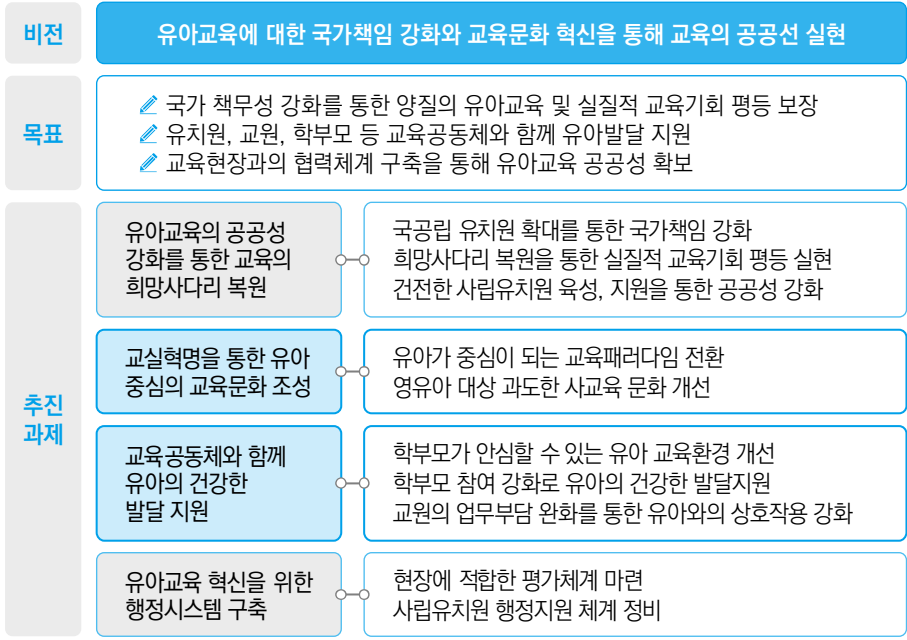 비전
유아교육에 대한 국가책임 강화와 교육문화 혁신을 통해 교육의 공공선 실현
목표
국가 책무성 강화를 통한 양질의 유아교육 및 실질적 교육기회 평등 보장
유치원, 교원, 학부모 등 교육공동체와 함께 유아발달 지원
교육현장과의 협력체계 구축을 통해 유아교육 공공성 확보
추진
과제
유아교육의 공공성
강화를 통한 교육의
희망사다리 복원
국공립 유치원 확대를 통한 국가책임 강화
희망사다리 복원을 통한 실질적 교육기회 평등 실현
건전한 사립유치원 육성, 지원을 통한 공공성 강화
교실혁명을 통한 유아
중심의 교육문화 조성
유아가 중심이 되는 교육패러다임 전환
영유아 대상 과도한 사교육 문화 개선
교육공동체와 함께
유아의 건강한
발달 지원
학부모가 안심할 수 있는 유아 교육환경 개선
학부모 참여 강화로 유아의 건강한 발달지원
교원의 업무부담 완화를 통한 유아와의 상호작용 강화
유아교육 혁신을 위한
행정시스템 구축
현장에 적합한 평가체계 마련
사립유치원 행정지원 체계 정비